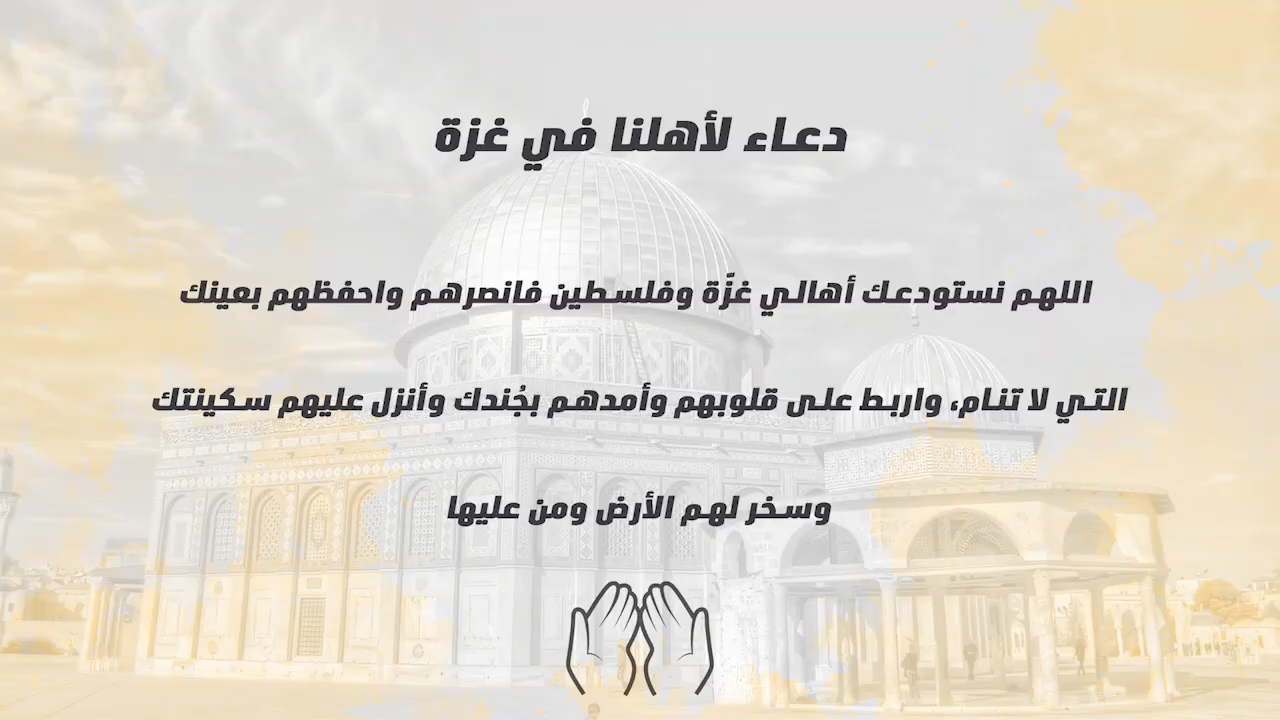 دعاء لأهلنا في غزة
اللهم نستودعك أهالي غزّة وفلسطين فانصرهم واحفظهم بعينك
التي لا تنام، واربط على قلوبهم وأمدهم بجُندك وأنزل عليهم سكينتك
وسخر لهم الأرض ومن عليها